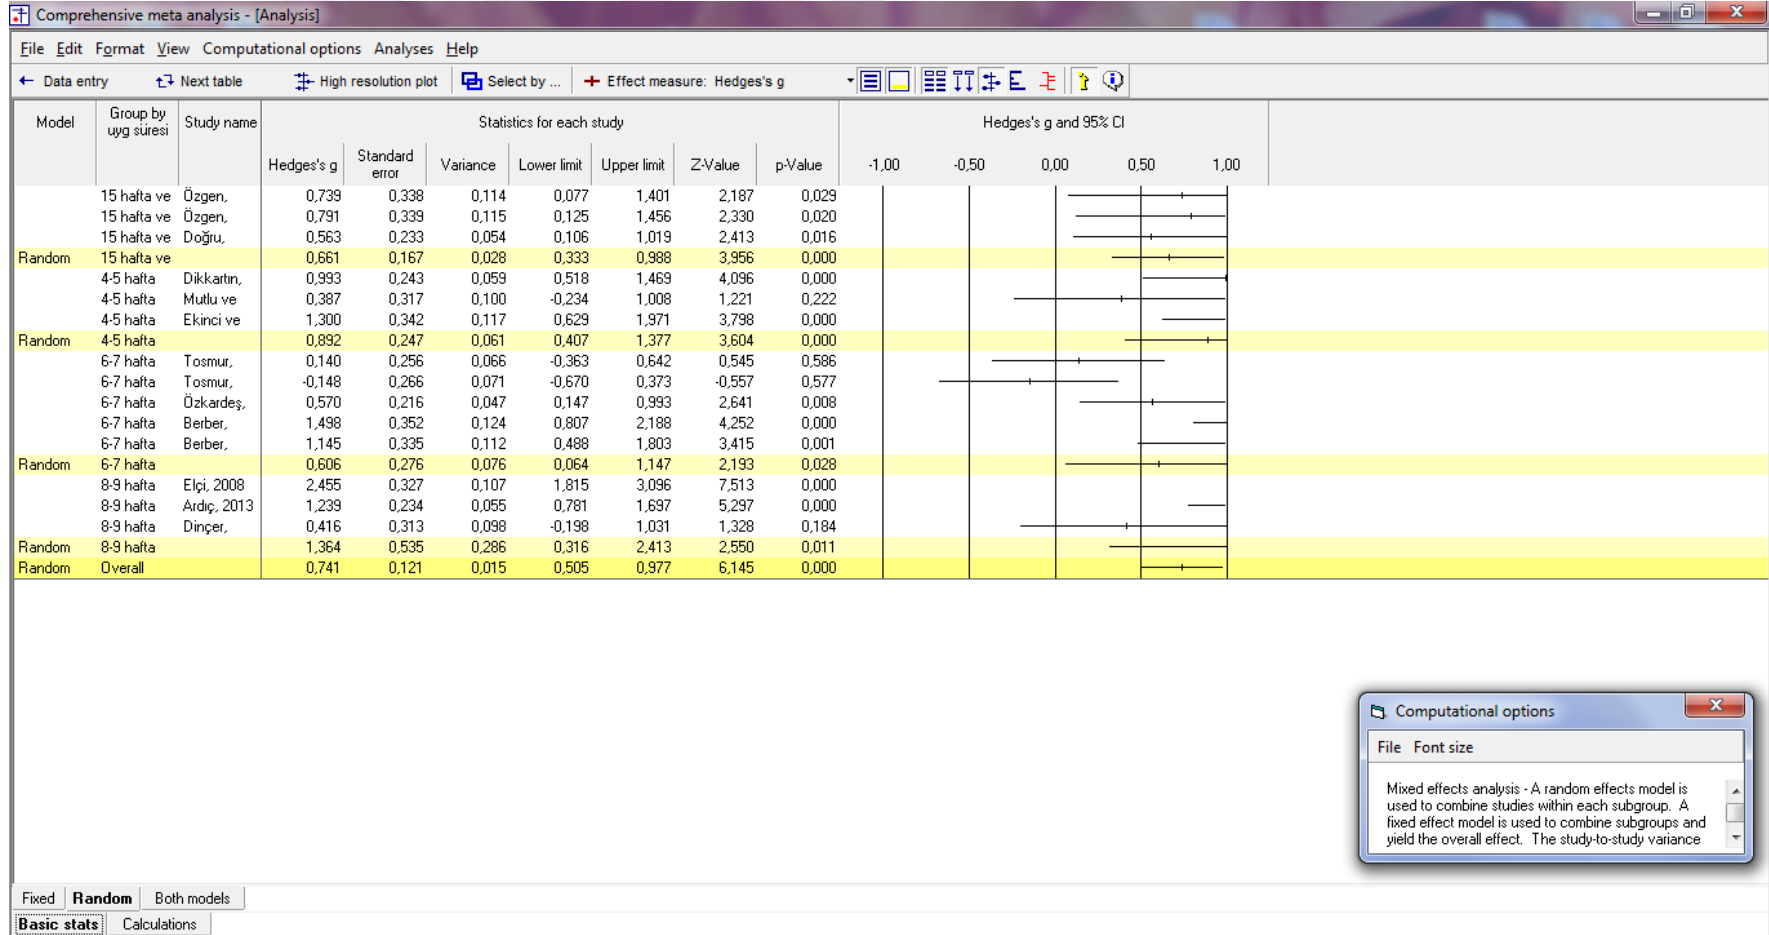 Comprehensive meta analysis - [Analysis]
File Edit Format View Computational options Analyses Help
← Data entry Next table High resolution plot Select by ... + Effect measure: Hedges's g
Model Group by uyg süresi Study name Statistics for each study Hedges's g and 95% CI
Hedges's g Standard error Variance Lower limit Upper limit Z-Value p-Value -1,00 -0,50 0,00 0,50 1,00
15 hafta ve Özgen, 0,739 0,338 0,114 0,077 1,401 2,187 0,029
15 hafta ve Özgen, 0,791 0,339 0,115 0,125 1,456 2,330 0,020
15 hafta ve Doğru, 0,563 0,233 0,054 0,106 1,019 2,413 0,016
Random 15 hafta ve 0,661 0,167 0,028 0,333 0,988 3,956 0,000
4-5 hafta Dikkartın, 0,993 0,243 0,059 0,518 1,469 4,096 0,000
4-5 hafta Mutlu ve 0,387 0,317 0,100 -0,234 1,008 1,221 0,222
4-5 hafta Ekinci ve 1,300 0,342 0,117 0,629 1,971 3,798 0,000
Random 4-5 hafta 0,892 0,247 0,061 0,407 1,377 3,604 0,000
6-7 hafta Tosmur, 0,140 0,256 0,066 -0,363 0,642 0,545 0,586
6-7 hafta Tosmur, -0,148 0,266 0,071 -0,670 0,373 -0,557 0,577
6-7 hafta Özkardeş, 0,570 0,216 0,047 0,147 0,993 2,641 0,008
6-7 hafta Berber, 1,498 0,352 0,124 0,807 2,188 4,252 0,000
6-7 hafta Berber, 1,145 0,335 0,112 0,488 1,803 3,415 0,001
Random 6-7 hafta 0,606 0,276 0,076 0,064 1,147 2,193 0,028
8-9 hafta Elçi, 2008 2,455 0,327 0,107 1,815 3,096 7,513 0,000
8-9 hafta Ardıç, 2013 1,239 0,234 0,055 0,781 1,697 5,297 0,000
8-9 hafta Dinçer, 0,416 0,313 0,098 -0,198 1,031 1,328 0,184
Random 8-9 hafta 1,364 0,535 0,286 0,316 2,413 2,550 0,011
Random Overall 0,741 0,121 0,015 0,505 0,977 6,145 0,000
Computational options
File Font size
Mixed effects analysis - A random effects model is
used to combine studies within each subgroup. A
fixed effect model is used to combine subgroups and
yield the overall effect. The study-to-study variance
Fixed Random Both models
Basic stats Calculations